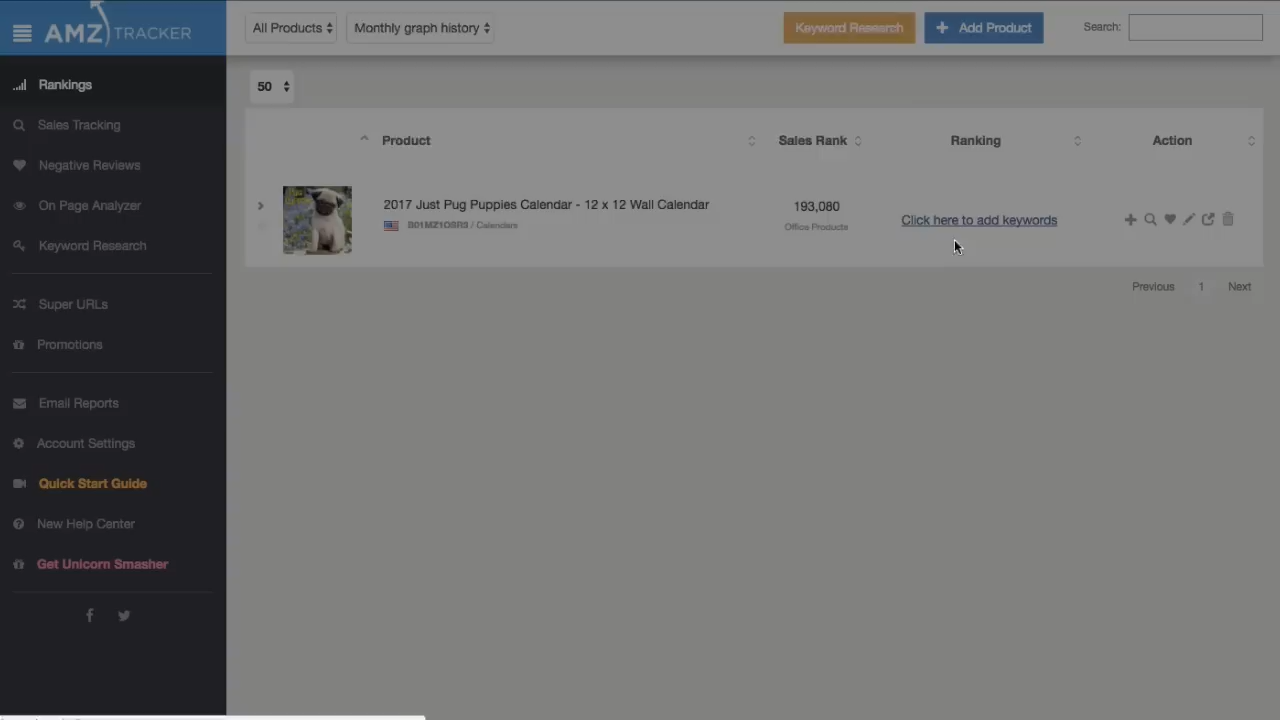 AMZ TRACKER
All Products
Monthly graph history
Keyword Research
+ Add Product
Search:
Rankings
Sales Tracking
Negative Reviews
On Page Analyzer
Keyword Research
Super URLs
Promotions
Email Reports
Account Settings
Quick Start Guide
New Help Center
Get Unicorn Smasher
50
Product
Sales Rank
Ranking
Action
2017 Just Pug Puppies Calendar - 12 x 12 Wall Calendar
/ Calendars
193,080
Office Products
Click here to add keywords
Previous 1 Next